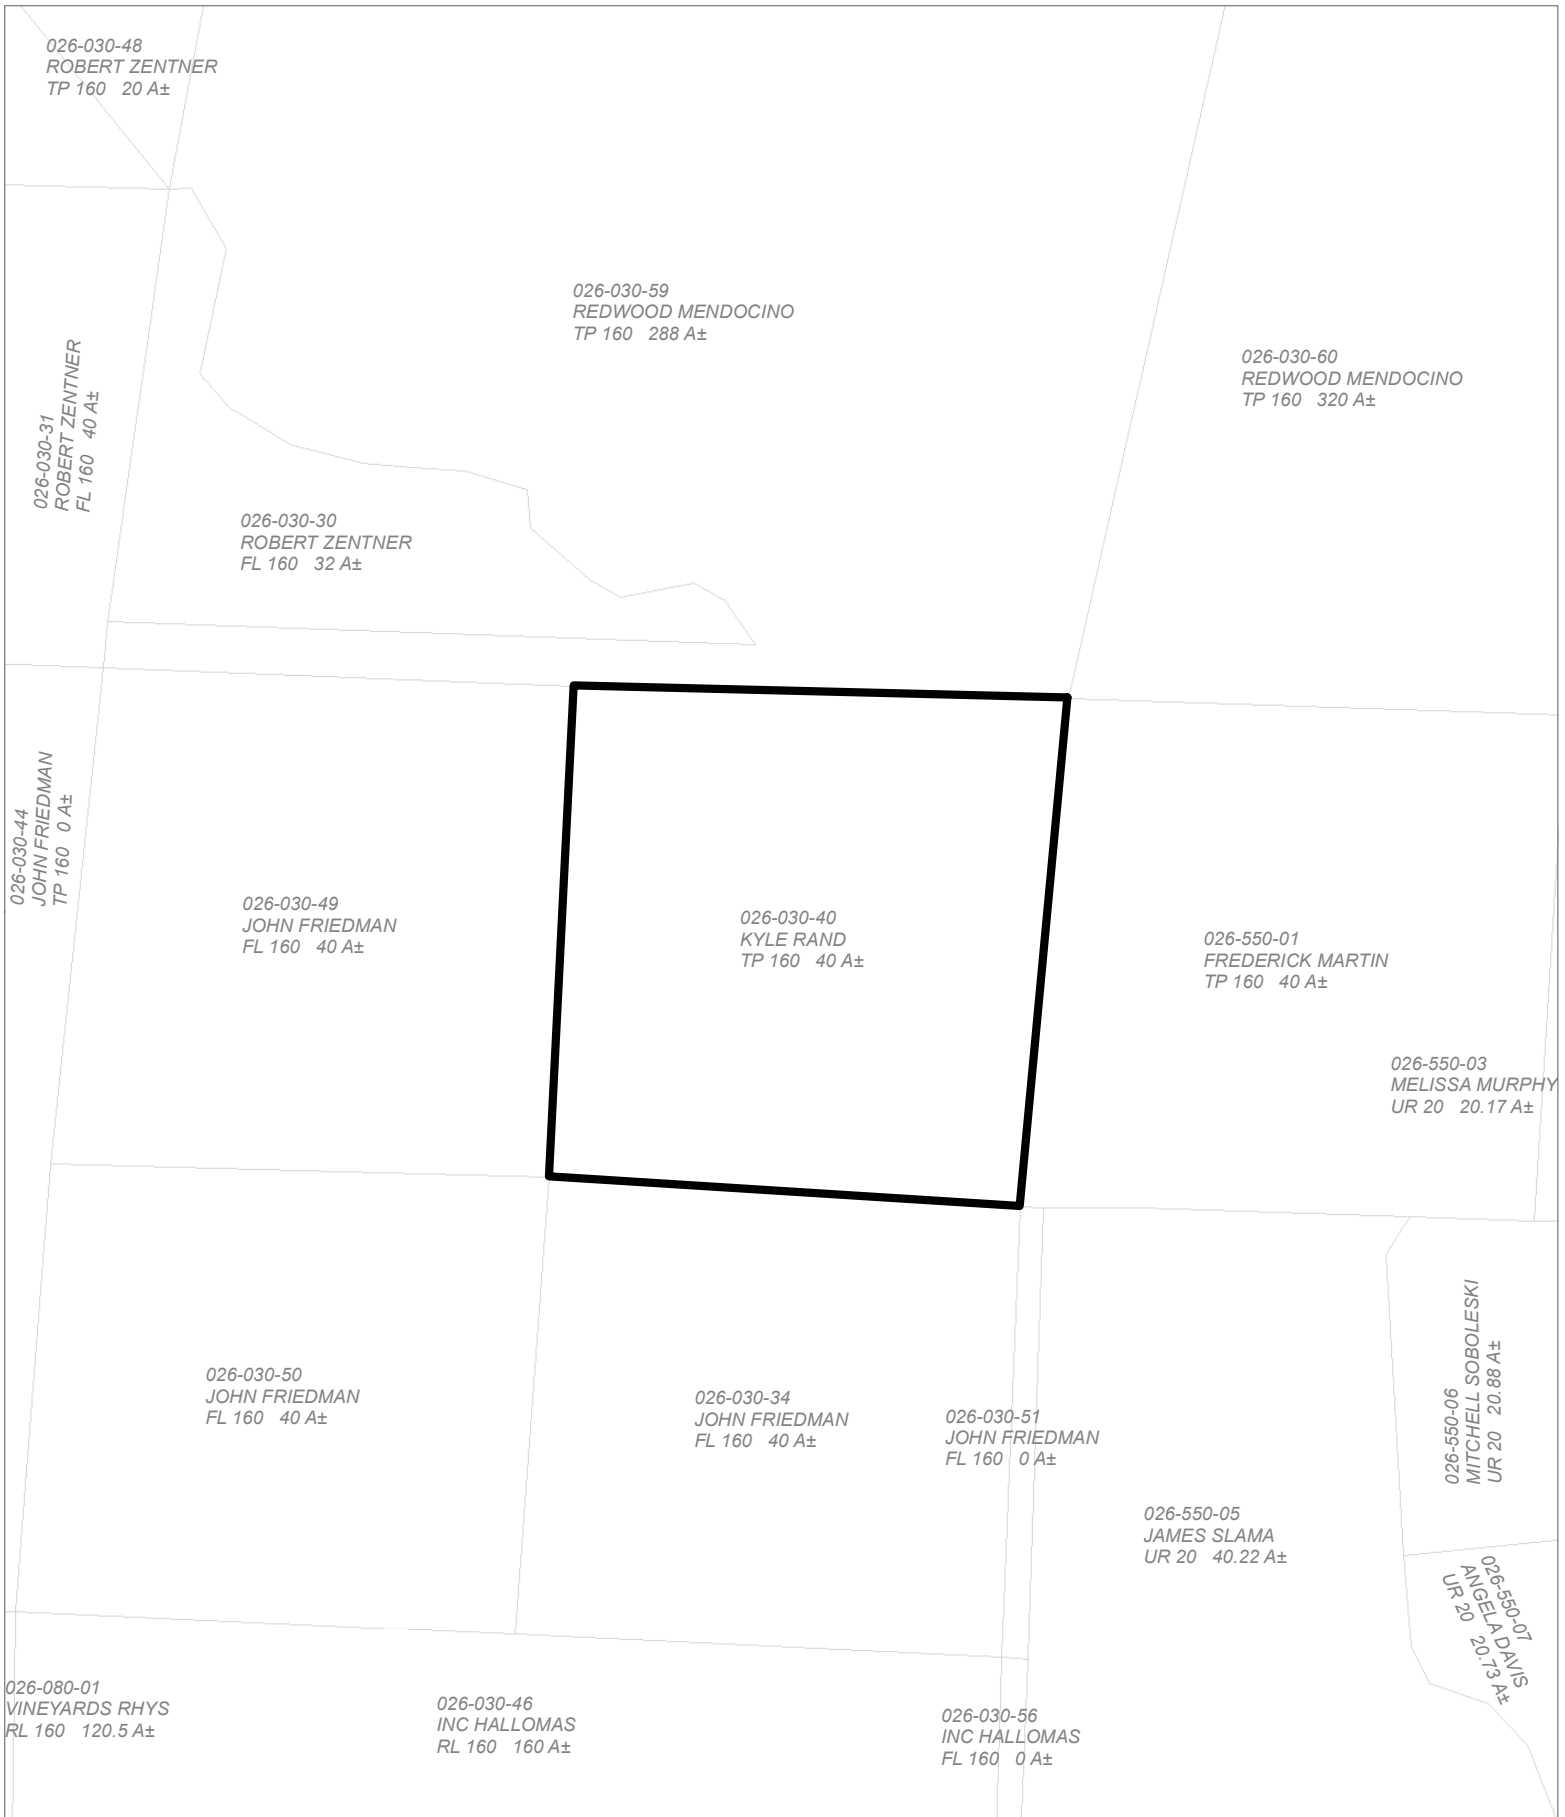 026-030-48
ROBERT ZENTNER
TP 160 20 A±
026-030-59
REDWOOD MENDOCINO
TP 160 288 A±
026-030-60
REDWOOD MENDOCINO
TP 160 320 A±
026-030-31
ROBERT ZENTNER
FL 160 40 A±
026-030-30
ROBERT ZENTNER
FL 160 32 A±
026-030-44
JOHN FRIEDMAN
TP 160 0 A±
026-030-49
JOHN FRIEDMAN
FL 160 40 A±
026-030-40
KYLE RAND
TP 160 40 A±
026-550-01
FREDERICK MARTIN
TP 160 40 A±
026-550-03
MELISSA MURPHY
UR 20 20.17 A±
026-030-50
JOHN FRIEDMAN
FL 160 40 A±
026-030-34
JOHN FRIEDMAN
FL 160 40 A±
026-030-51
JOHN FRIEDMAN
FL 160 0 A±
026-550-06
MITCHELL SOBOLESKI
UR 20 20.88 A±
026-550-05
JAMES SLAMA
UR 20 40.22 A±
026-550-07
ANGELA DAVIS
UR 20 20.73 A±
026-080-01
VINEYARDS RHYS
RL 160 120.5 A±
026-030-46
INC HALLOMAS
RL 160 160 A±
026-030-56
INC HALLOMAS
FL 160 0 A±